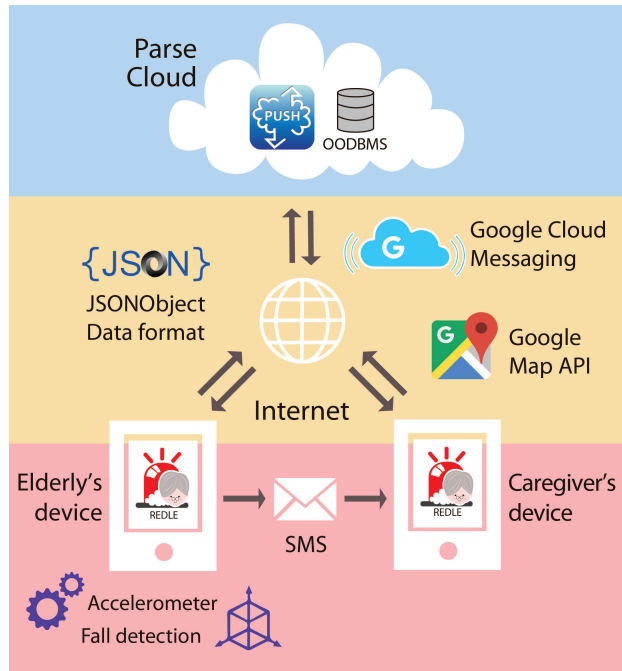 Parse
Cloud
PUSH
OODBMS
{JSON}
JSONObject
Data format
G
Google Cloud
Messaging
G
Google
Map API
Internet
Elderly's
device
REDLE
SMS
REDLE
Caregiver's
device
Accelerometer
Fall detection